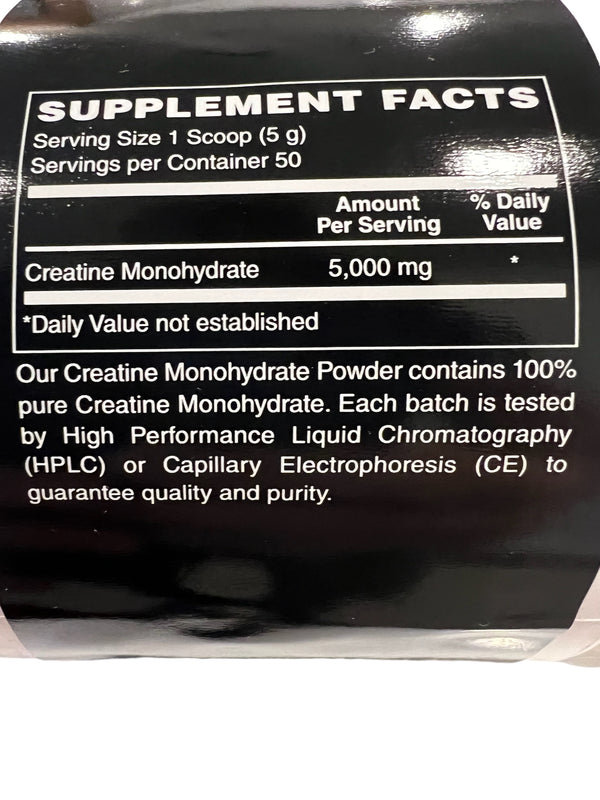 SUPPLEMENT FACTS
Serving Size 1 Scoop (5 g)
Servings per Container 50
Amount % Daily
Per Serving Value
Creatine Monohydrate 5,000 mg *
*Daily Value not established
Our Creatine Monohydrate Powder contains 100%
pure Creatine Monohydrate. Each batch is tested
by High Performance Liquid Chromatography
(HPLC) or Capillary Electrophoresis (CE) to
guarantee quality and purity.